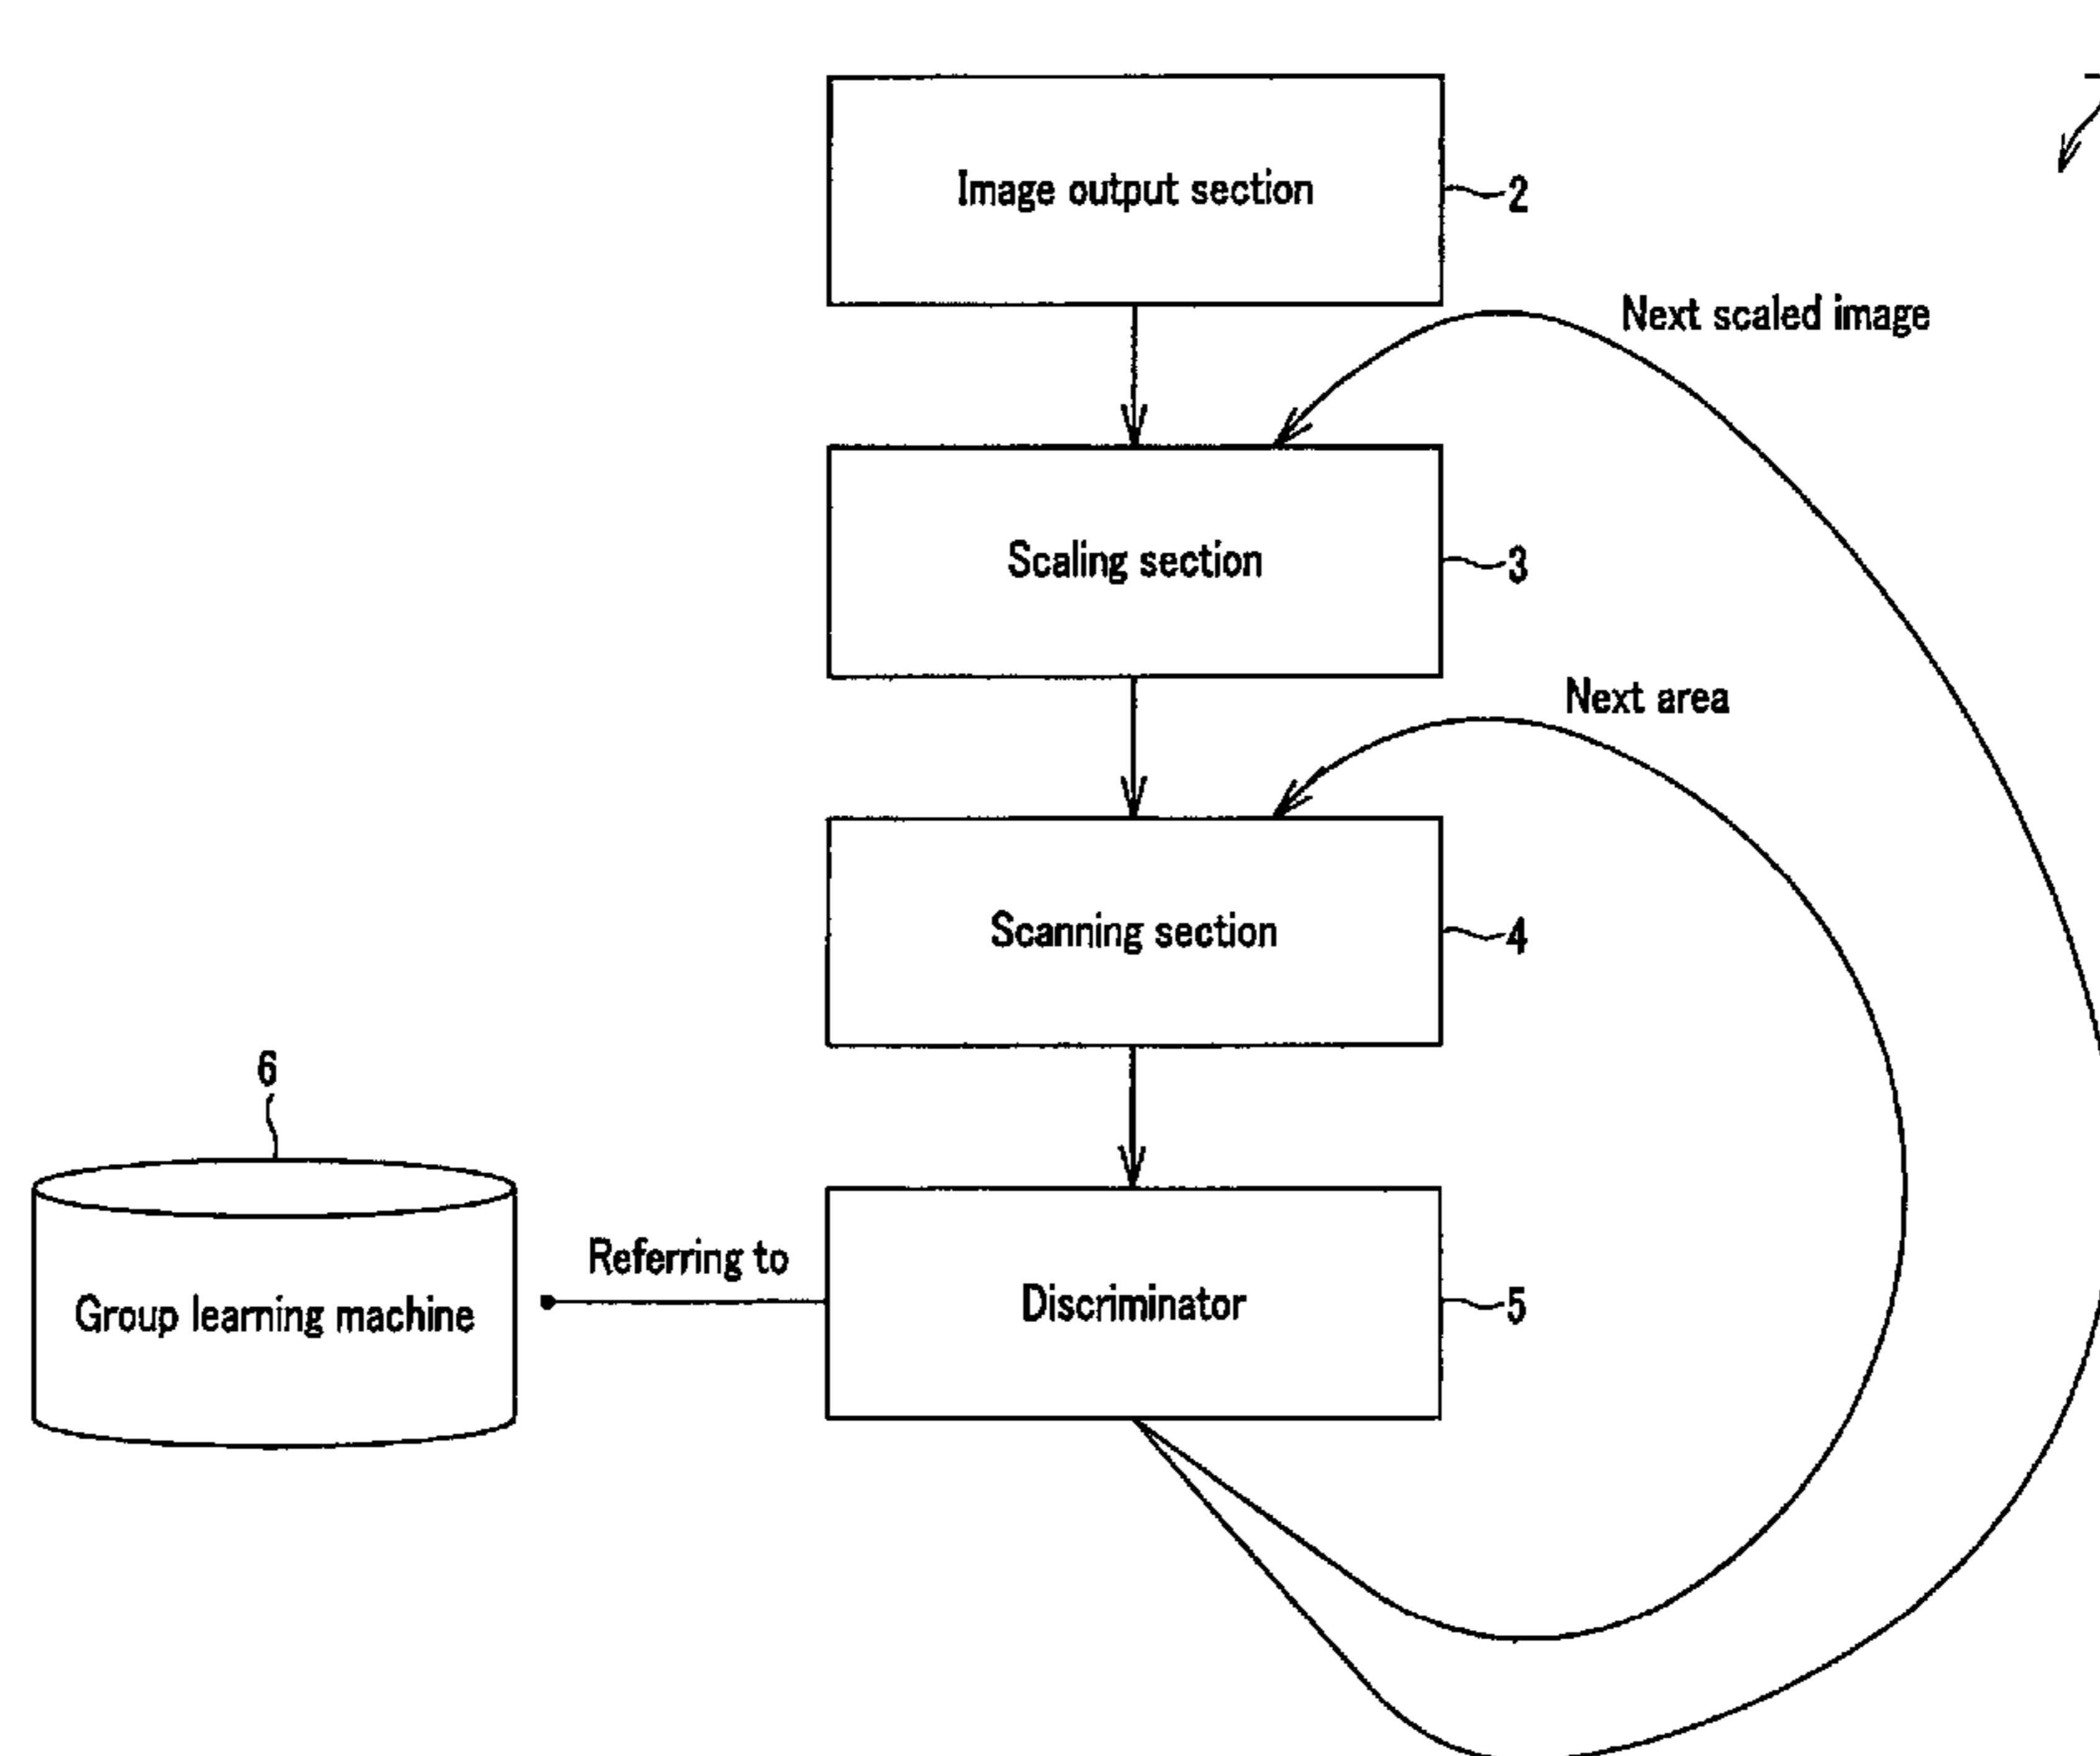 Image output section
2
Next scaled image
Scaling section
3
Next area
Scanning section
4
6
Referring to
Group learning machine
Discriminator
5